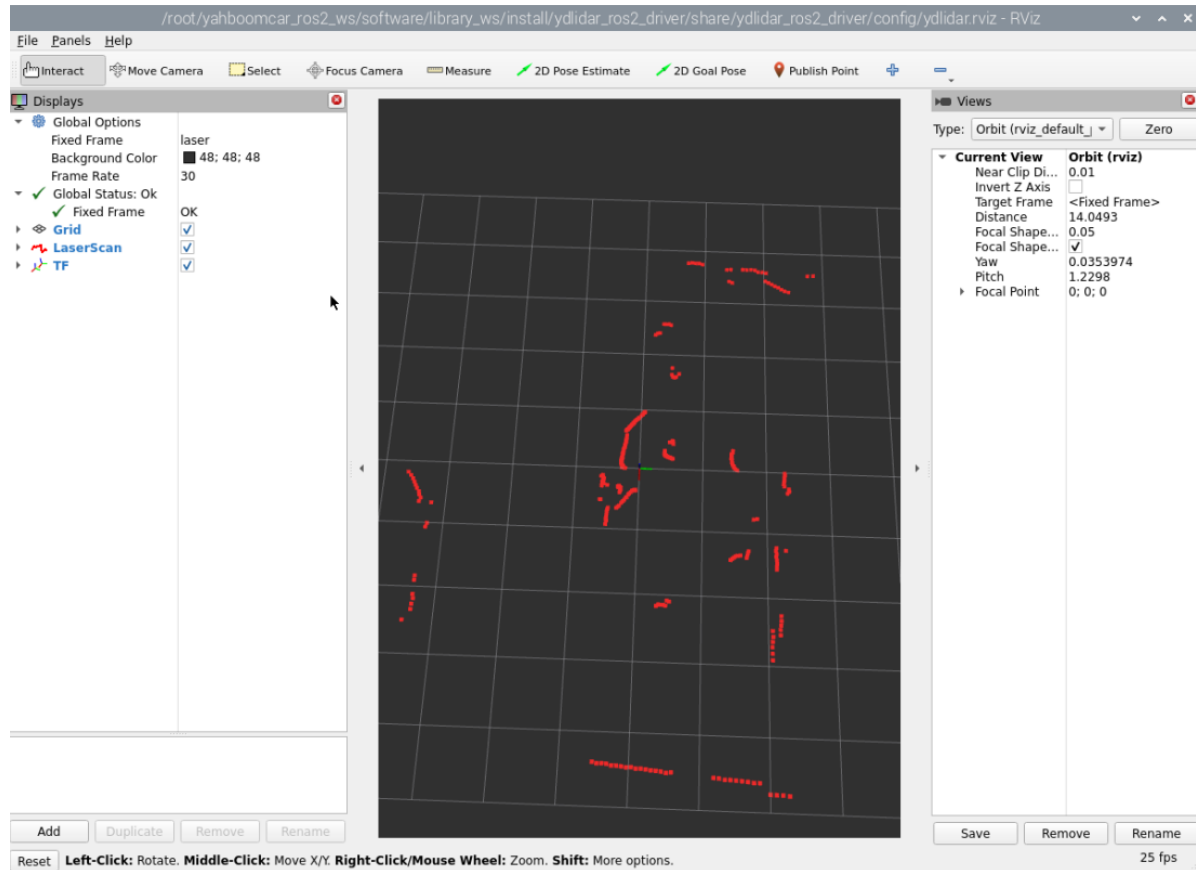 /root/yahboomcar_ros2_ws/software/library_ws/install/ydlidar_ros2_driver/share/ydlidar_ros2_driver/config/ydlidar.rviz - RViz
File Panels Help
Interact Move Camera Select Focus Camera Measure 2D Pose Estimate 2D Goal Pose Publish Point
Displays
Global Options
Fixed Frame laser
Background Color 48; 48; 48
Frame Rate 30
Global Status: Ok
Fixed Frame OK
Grid
LaserScan
TF
Add Duplicate Remove Rename
Views
Type: Orbit (rviz_default_ Zero
Current View Orbit (rviz)
Near Clip Di... 0.01
Invert Z Axis
Target Frame <Fixed Frame>
Distance 14.0493
Focal Shape... 0.05
Focal Shape...
Yaw 0.0353974
Pitch 1.2298
Focal Point 0; 0; 0
Save Remove Rename
Reset Left-Click: Rotate. Middle-Click: Move X/Y. Right-Click/Mouse Wheel: Zoom. Shift: More options. 25 fps